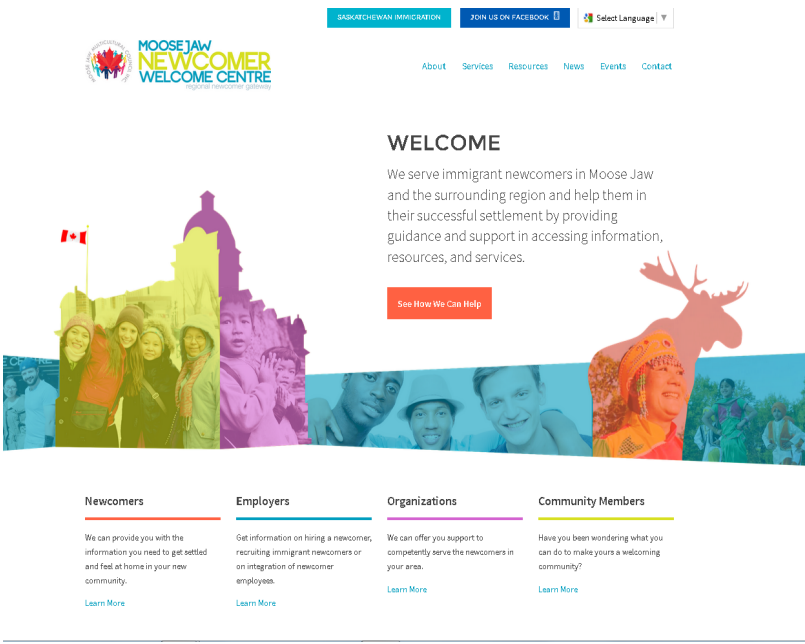 SASKATCHEWAN IMMIGRATION
JOIN US ON FACEBOOK
Select Language ▼
MOOSE JAW MULTICULTURAL COUNCIL INC.
MOOSE JAW
NEWCOMER
WELCOME CENTRE
regional newcomer gateway
About Services Resources News Events Contact
WELCOME
We serve immigrant newcomers in Moose Jaw
and the surrounding region and help them in
their successful settlement by providing
guidance and support in accessing information,
resources, and services.
See How We Can Help
Newcomers
We can provide you with the
information you need to get settled
and feel at home in your new
community.
Learn More
Employers
Get information on hiring a newcomer,
recruiting immigrant newcomers or
on integration of newcomer
employees.
Learn More
Organizations
We can offer you support to
competently serve the newcomers in
your area.
Learn More
Community Members
Have you been wondering what you
can do to make yours a welcoming
community?
Learn More